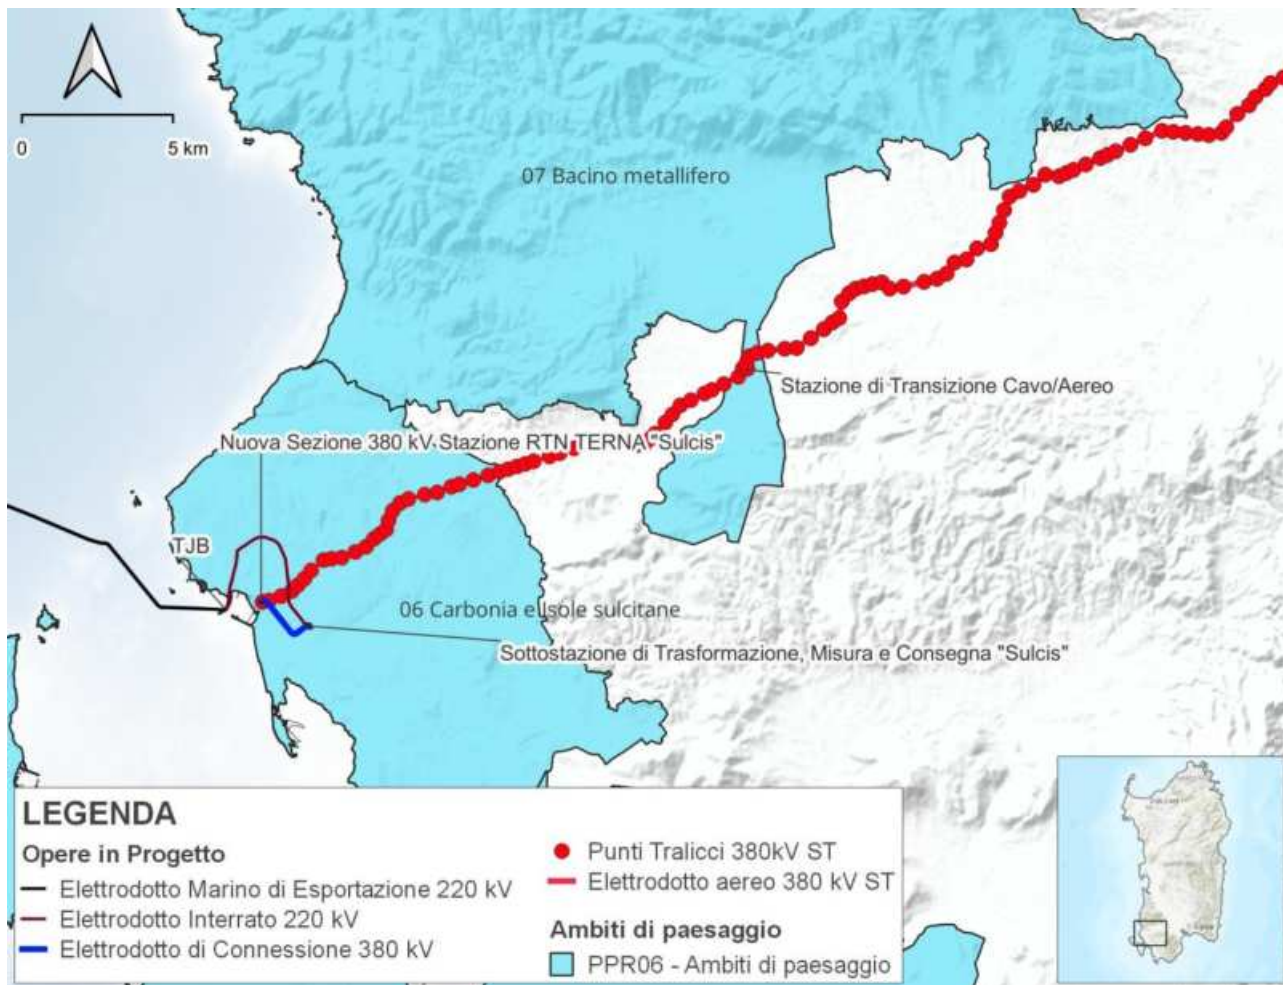 0 5 km
07 Bacino metallifero
Stazione di Transizione Cavo/Aereo
Nuova Sezione 380 kV Stazione RTN TERNA "Sulcis"
TJB
06 Carbonia e Isole sulcitane
Sottostazione di Trasformazione, Misura e Consegna "Sulcis"
LEGENDA
Opere in Progetto
Elettrodotto Marino di Esportazione 220 kV
Elettrodotto Interrato 220 kV
Elettrodotto di Connessione 380 kV
Punti Tralicci 380kV ST
Elettrodotto aereo 380 kV ST
Ambiti di paesaggio
PPR06 - Ambiti di paesaggio